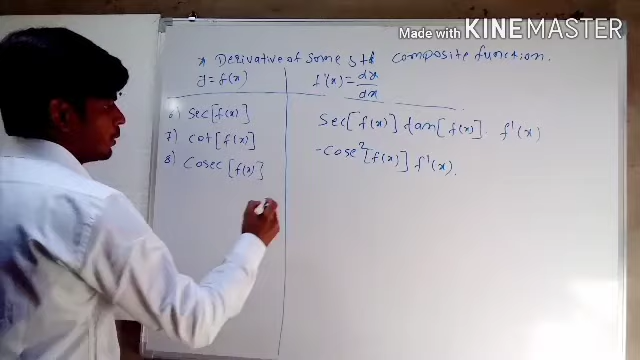 Made with KINEMASTER
* Derivative of Some std composite function.
y = f(x) f'(x) = dy/dx
6) Sec[f(x)] Sec[f(x)] tan[f(x)]. f'(x)
7) cot[f(x)] -cose²[f(x)] f'(x).
8) Cosec[f(x)]